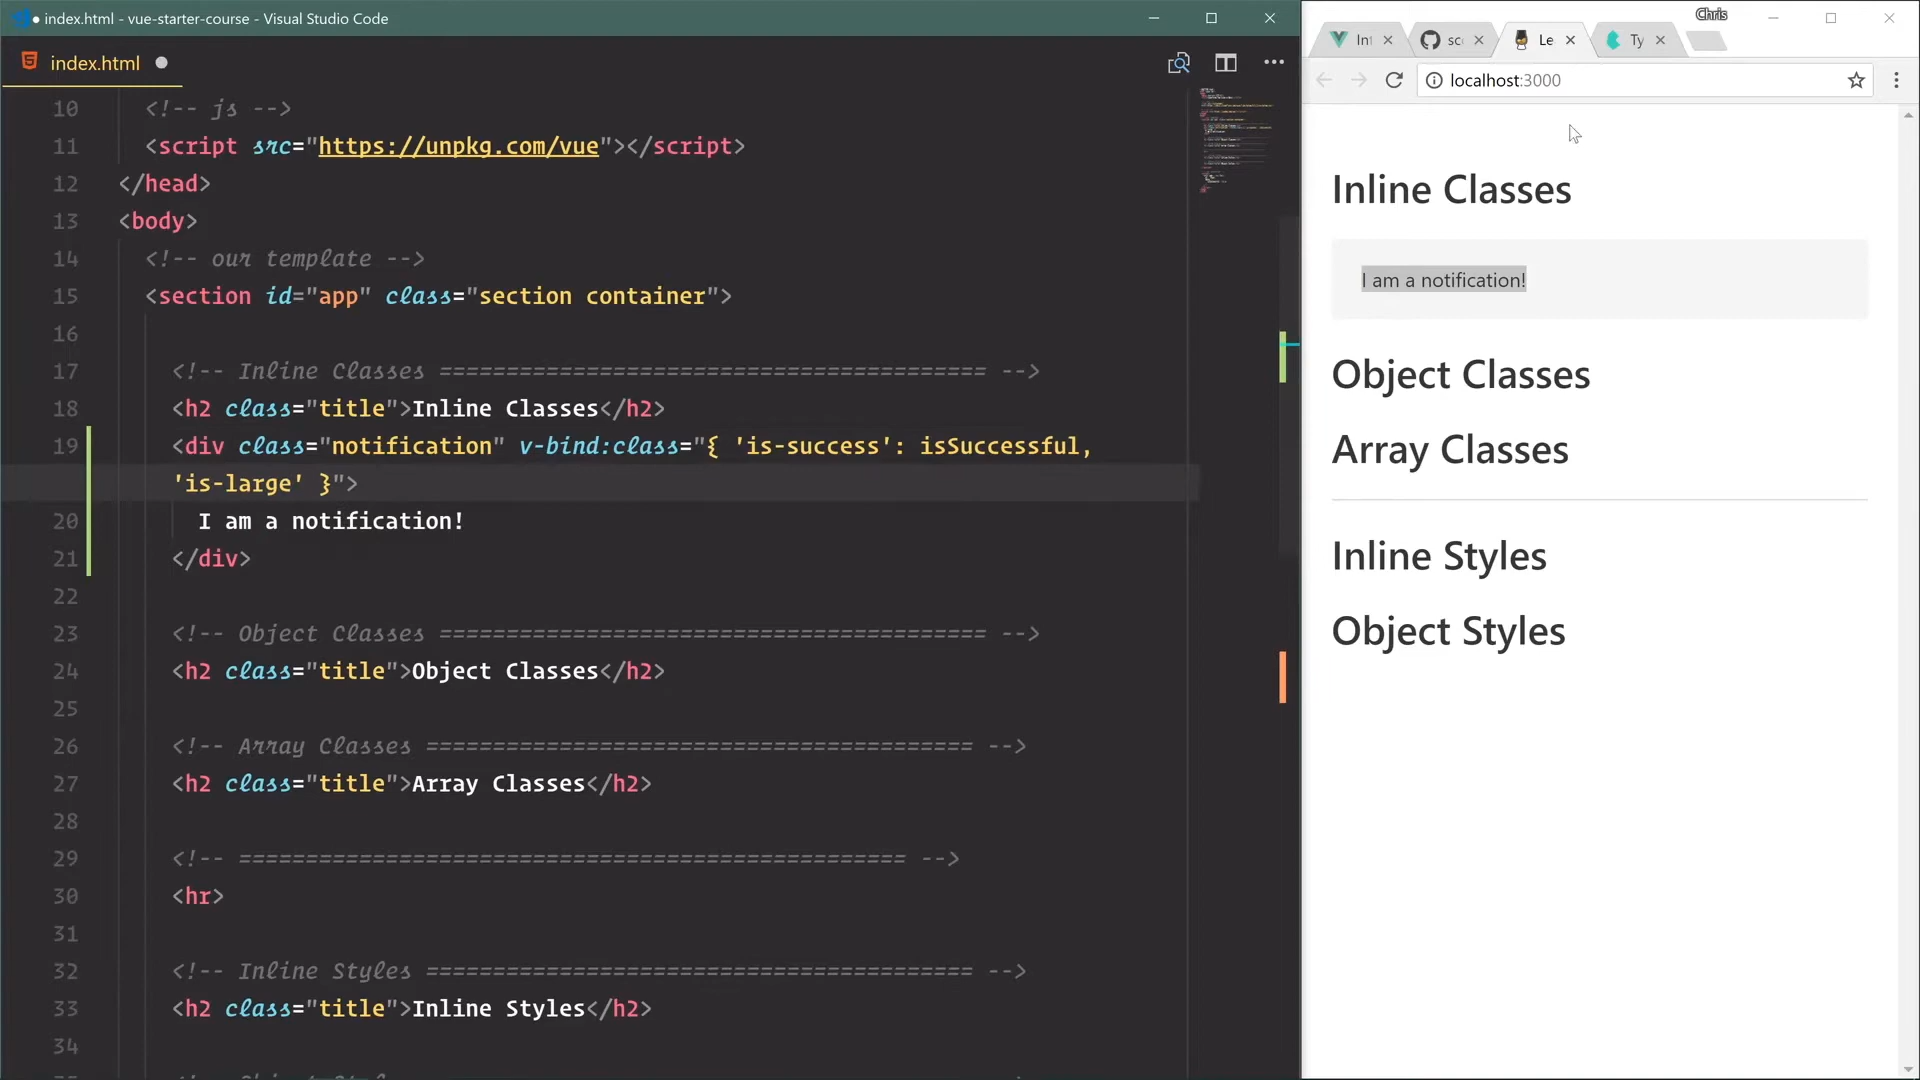 index.html - vue-starter-course - Visual Studio Code
index.html
10 <!-- js -->
11 <script src="https://unpkg.com/vue"></script>
12 </head>
13 <body>
14 <!-- our template -->
15 <section id="app" class="section container">
16
17 <!-- Inline Classes ========================================= -->
18 <h2 class="title">Inline Classes</h2>
19 <div class="notification" v-bind:class="{ 'is-success': isSuccessful,
'is-large' }">
20 I am a notification!
21 </div>
22
23 <!-- Object Classes ========================================= -->
24 <h2 class="title">Object Classes</h2>
25
26 <!-- Array Classes ========================================= -->
27 <h2 class="title">Array Classes</h2>
28
29 <!-- ================================================== -->
30 <hr>
31
32 <!-- Inline Styles ========================================= -->
33 <h2 class="title">Inline Styles</h2>
34
Chris
Int
sc
Le
Ty
localhost:3000
Inline Classes
I am a notification!
Object Classes
Array Classes
Inline Styles
Object Styles